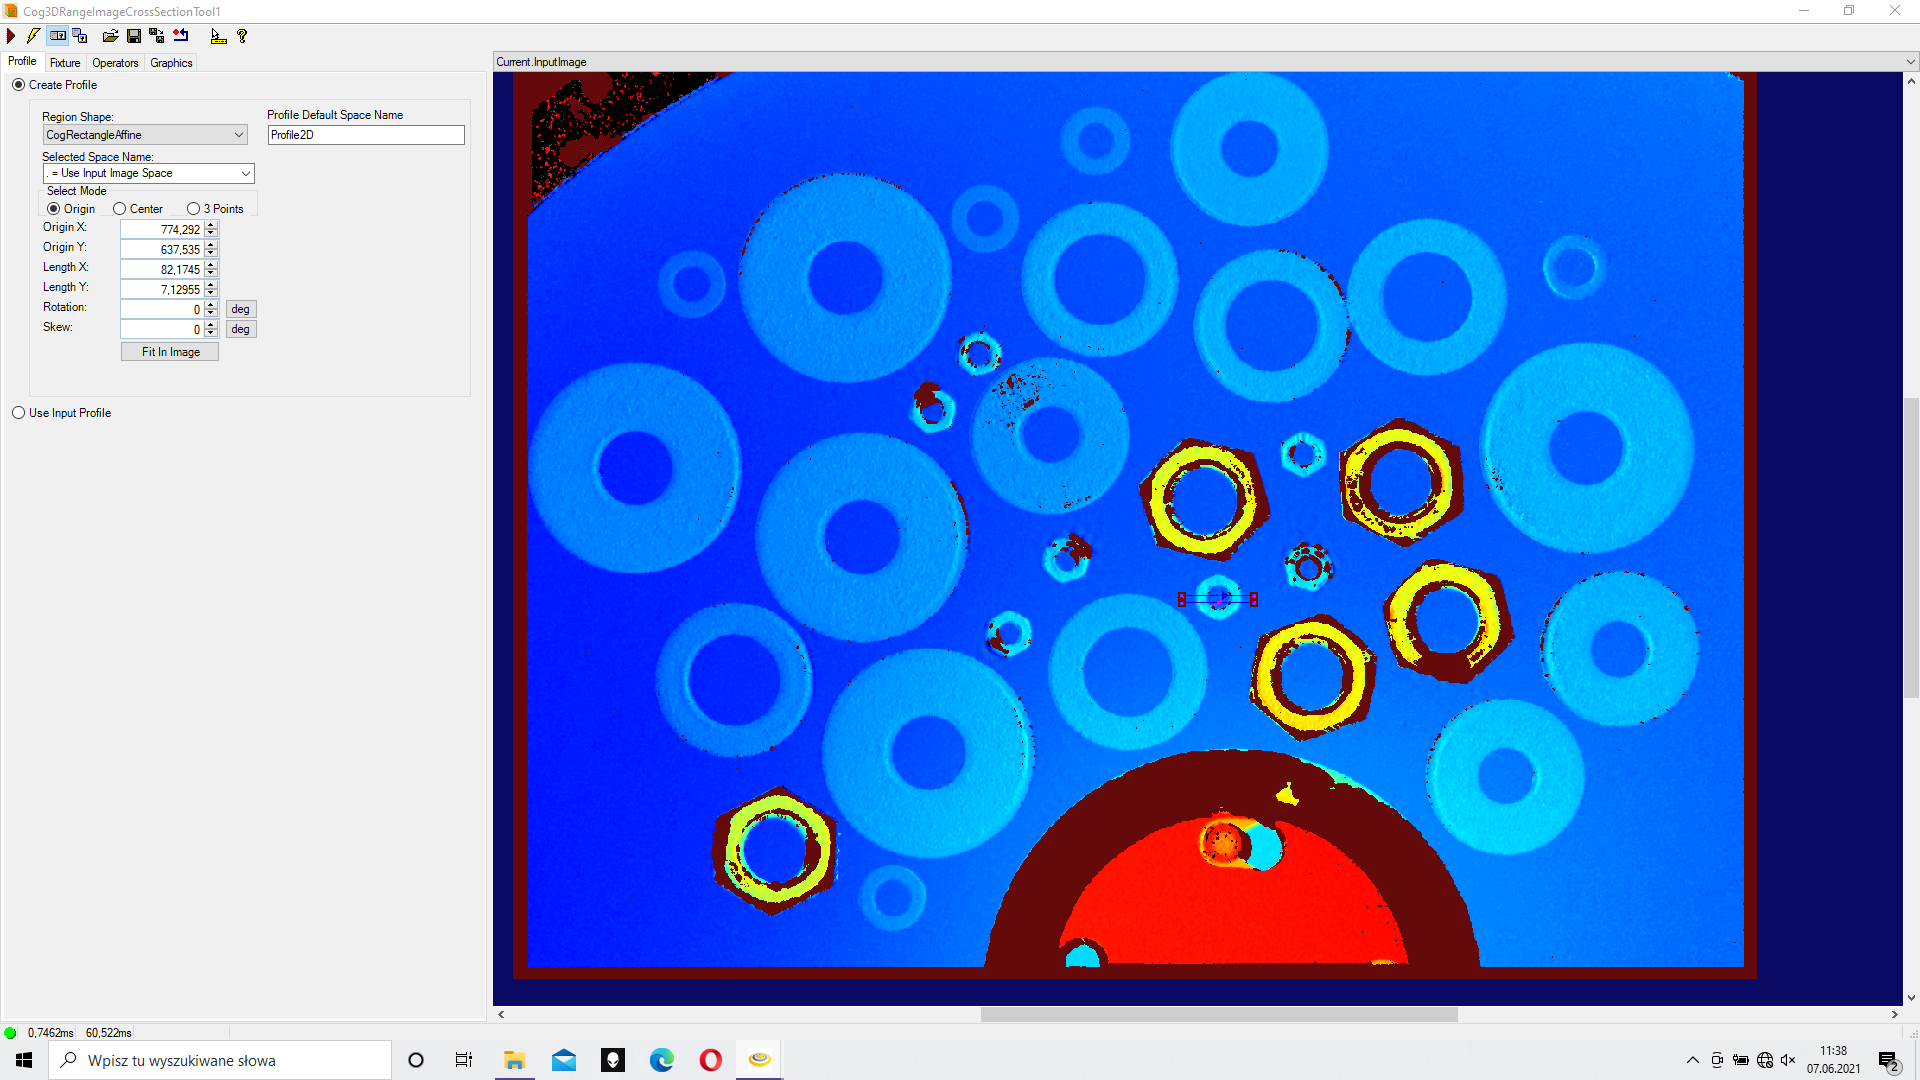 Cog3DRangeImageCrossSectionTool1
Profile Fixture Operators Graphics
Create Profile
Region Shape:
CogRectangleAffine
Profile Default Space Name
Profile2D
Selected Space Name:
. = Use Input Image Space
Select Mode
Origin Center 3 Points
Origin X: 774,292
Origin Y: 637,535
Length X: 82,1745
Length Y: 7,12955
Rotation: 0 deg
Skew: 0 deg
Fit In Image
Use Input Profile
Current.InputImage
0,7462ms 60,522ms
Wpisz tu wyszukiwane słowa
11:38
07.06.2021
2